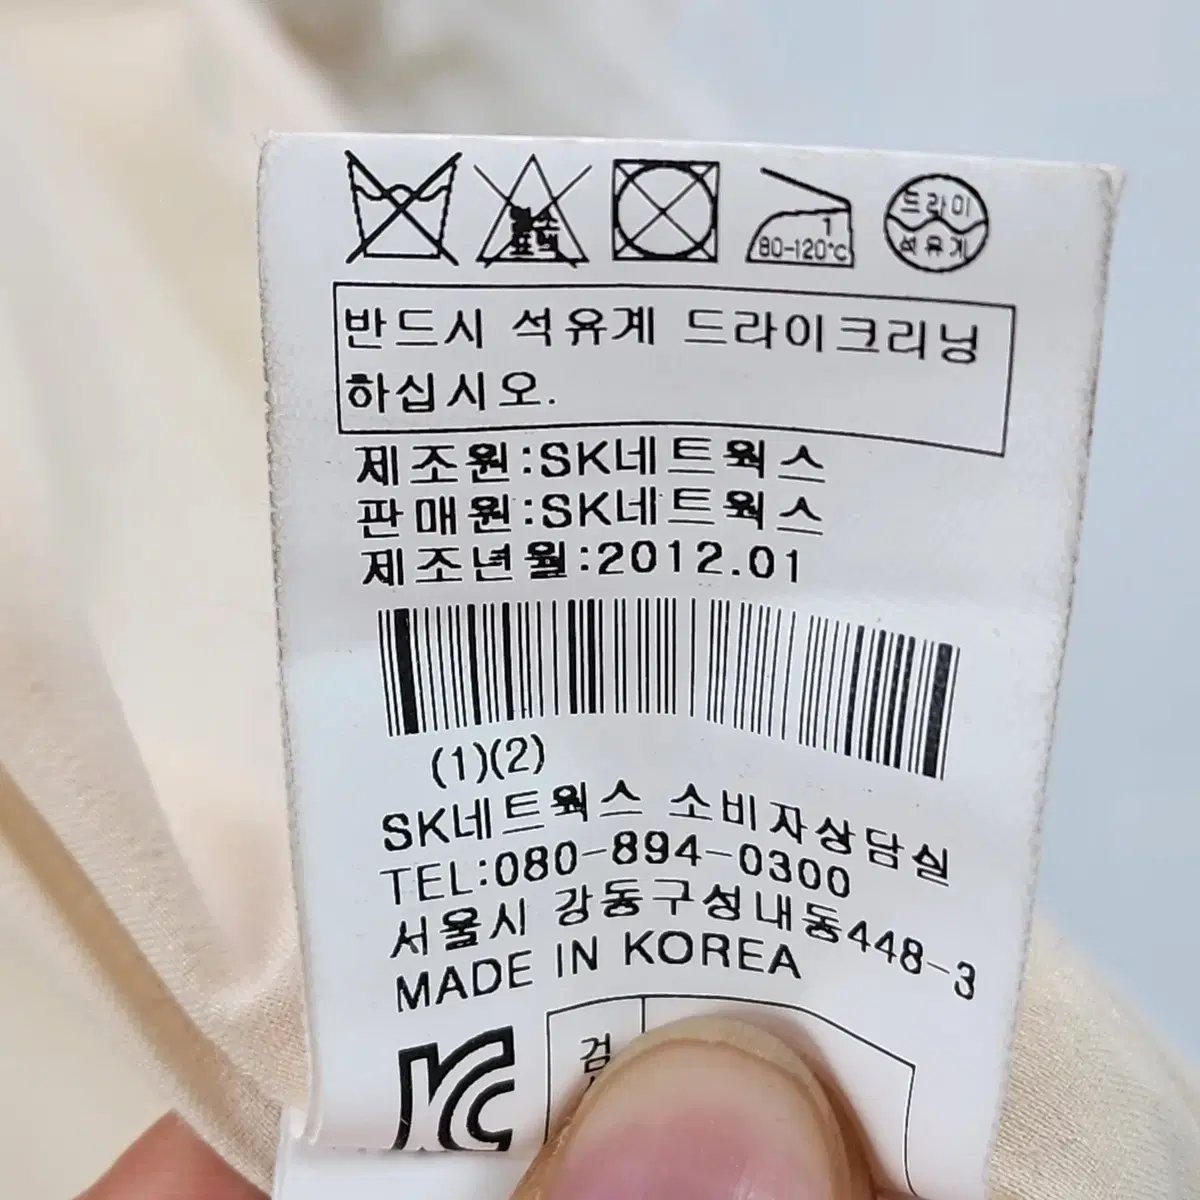 염소
표백
1
80-120°C
드라이
석유계
반드시 석유계 드라이크리닝
하십시오.
제조원:SK네트웍스
판매원:SK네트웍스
제조년월:2012.01
(1)(2)
SK네트웍스 소비자상담실
TEL:080-894-0300
서울시 강동구성내동448-3
MADE IN KOREA
검